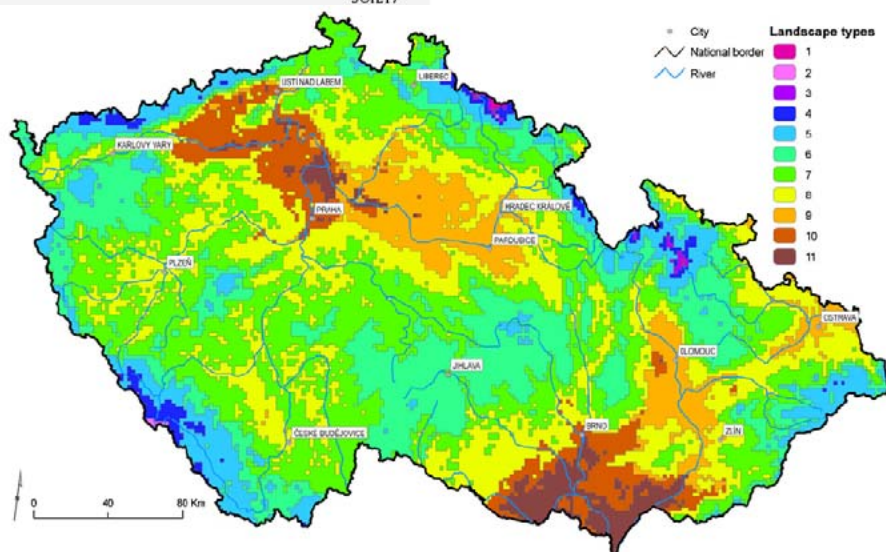 City
National border
River
Landscape types
1
2
3
4
5
6
7
8
9
10
11
ÚSTÍ NAD LABEM
LIBEREC
KARLOVY VARY
PRAHA
HRADEC KRÁLOVÉ
PARDUBICE
PLZEŇ
OSTRAVA
OLOMOUC
JIHLAVA
BRNO
ZLÍN
ČESKÉ BUDĚJOVICE
0 40 80 Km